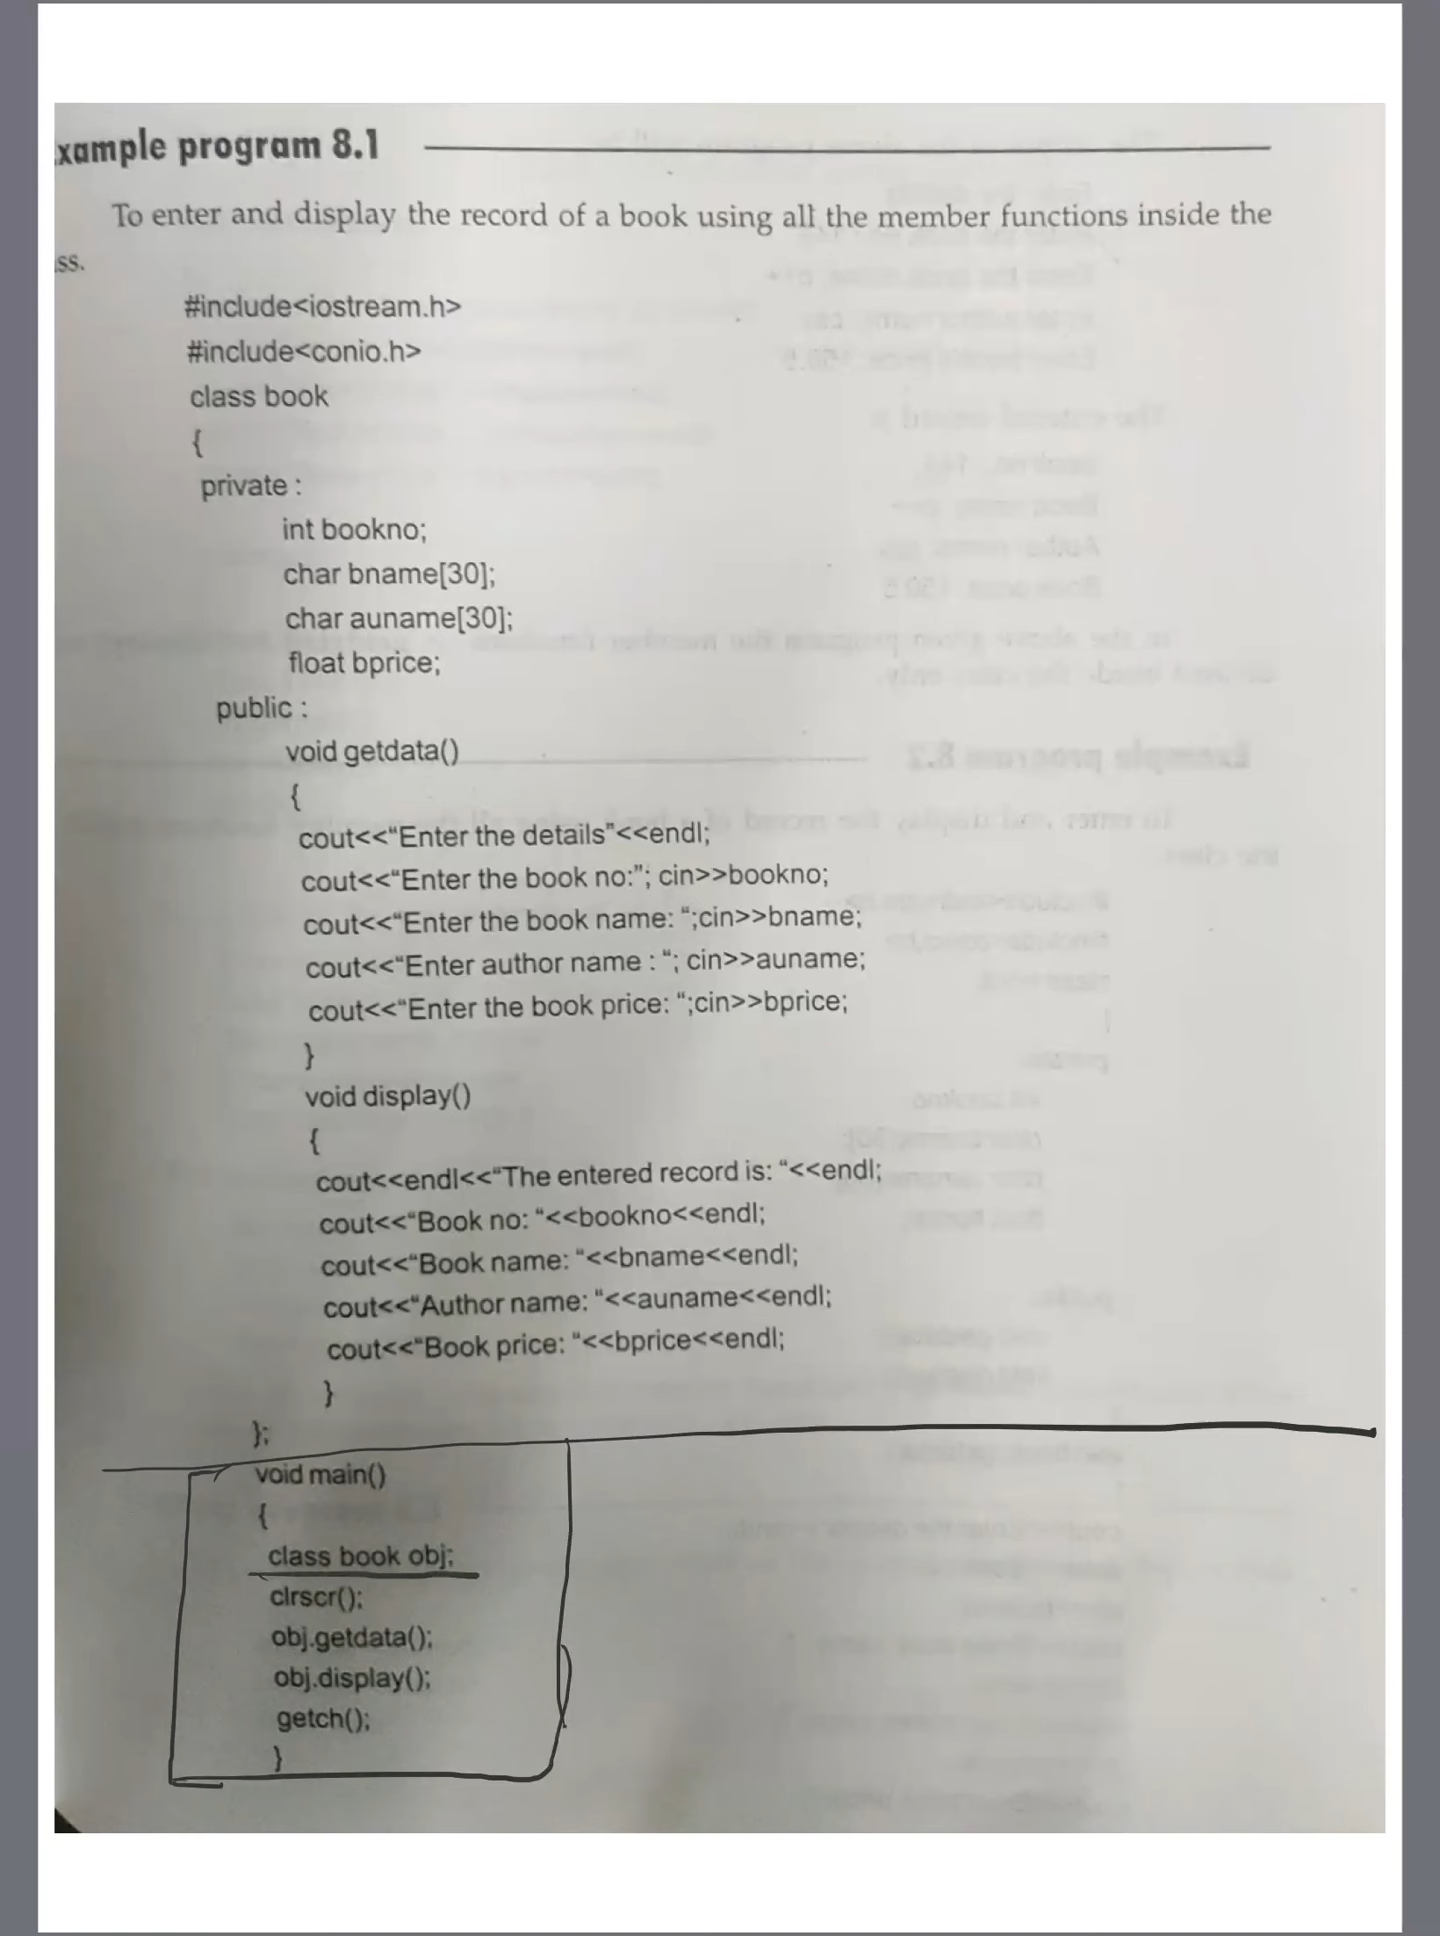 xample program 8.1
To enter and display the record of a book using all the member functions inside the
ss.
#include<iostream.h>
#include<conio.h>
class book
{
private :
int bookno;
char bname[30];
char auname[30];
float bprice;
public :
void getdata()
{
cout<<“Enter the details”<<endl;
cout<<“Enter the book no:”; cin>>bookno;
cout<<“Enter the book name: “;cin>>bname;
cout<<“Enter author name : “; cin>>auname;
cout<<“Enter the book price: “;cin>>bprice;
}
void display()
{
cout<<endl<<“The entered record is: “<<endl;
cout<<“Book no: “<<bookno<<endl;
cout<<“Book name: “<<bname<<endl;
cout<<“Author name: “<<auname<<endl;
cout<<“Book price: “<<bprice<<endl;
}
};
void main()
{
class book obj;
clrscr();
obj.getdata();
obj.display();
getch();
}